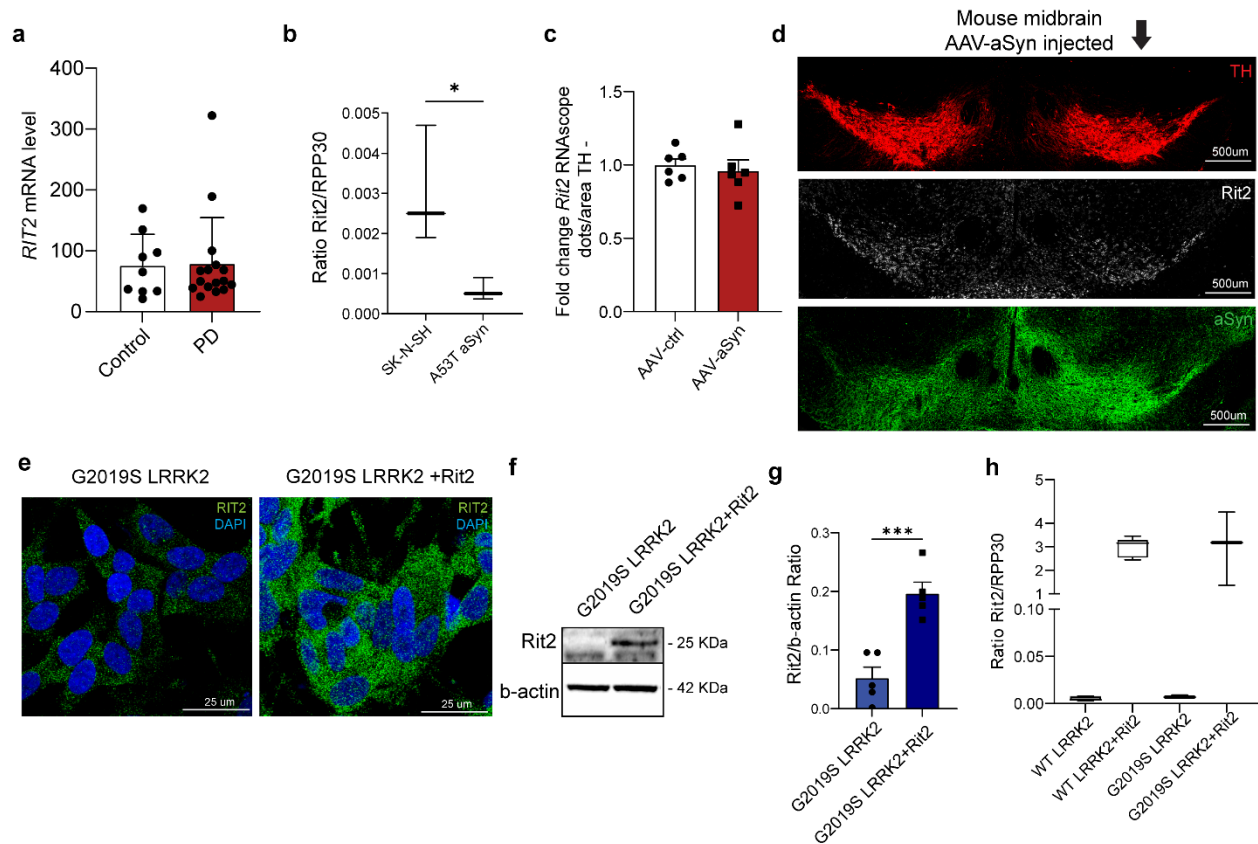 a
RIT2 mRNA level
400
300
200
100
0
Control
PD
b
Ratio Rit2/RPP30
*
0.005
0.004
0.003
0.002
0.001
0.000
SK-N-SH
A53T aSyn
c
Fold change Rit2 RNAscope
dots/area TH -
1.5
1.0
0.5
0.0
AAV-ctrl
AAV-aSyn
d
Mouse midbrain
AAV-aSyn injected
TH
500um
Rit2
500um
aSyn
500um
e
G2019S LRRK2
RIT2
DAPI
25 um
G2019S LRRK2 +Rit2
RIT2
DAPI
25 um
f
G2019S LRRK2
G2019S LRRK2+Rit2
Rit2
- 25 KDa
b-actin
- 42 KDa
g
Rit2/b-actin Ratio
***
0.3
0.2
0.1
0.0
G2019S LRRK2
G2019S LRRK2+Rit2
h
Ratio Rit2/RPP30
5
4
3
2
1
0.10
0.05
0.00
WT LRRK2
WT LRRK2+Rit2
G2019S LRRK2
G2019S LRRK2+Rit2